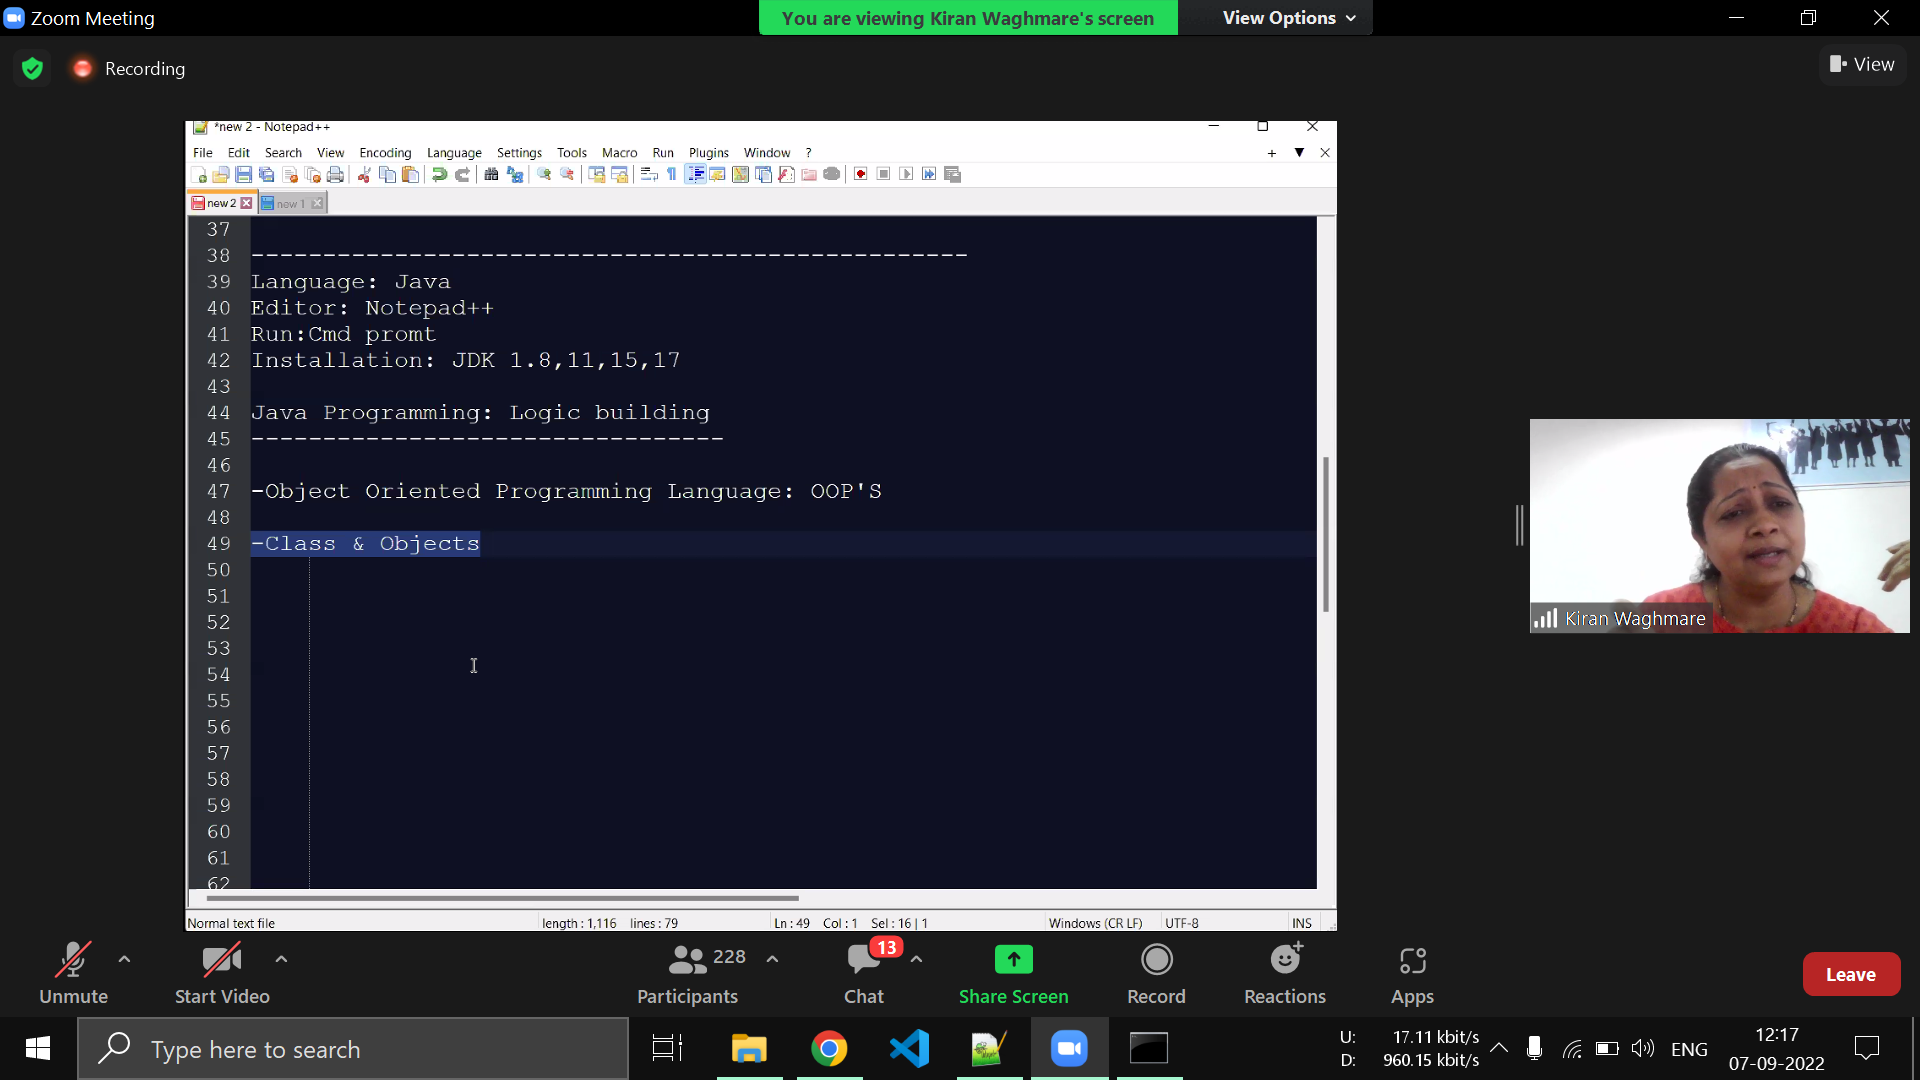 Zoom Meeting
You are viewing Kiran Waghmare's screen
View Options
Recording
View
*new 2 - Notepad++
File Edit Search View Encoding Language Settings Tools Macro Run Plugins Window ?
new 2
new 1
37
38 --------------------------------------------------
39 Language: Java
40 Editor: Notepad++
41 Run:Cmd promt
42 Installation: JDK 1.8,11,15,17
43
44 Java Programming: Logic building
45 ---------------------------------
46
47 -Object Oriented Programming Language: OOP'S
48
49 -Class & Objects
50
51
52
53
54
55
56
57
58
59
60
61
62
Kiran Waghmare
Normal text file length : 1,116 lines : 79 Ln : 49 Col : 1 Sel : 16 | 1 Windows (CR LF) UTF-8 INS
Unmute
Start Video
228
Participants
13
Chat
Share Screen
Record
Reactions
Apps
Leave
Type here to search
U: 17.11 kbit/s
D: 960.15 kbit/s
ENG
12:17
07-09-2022